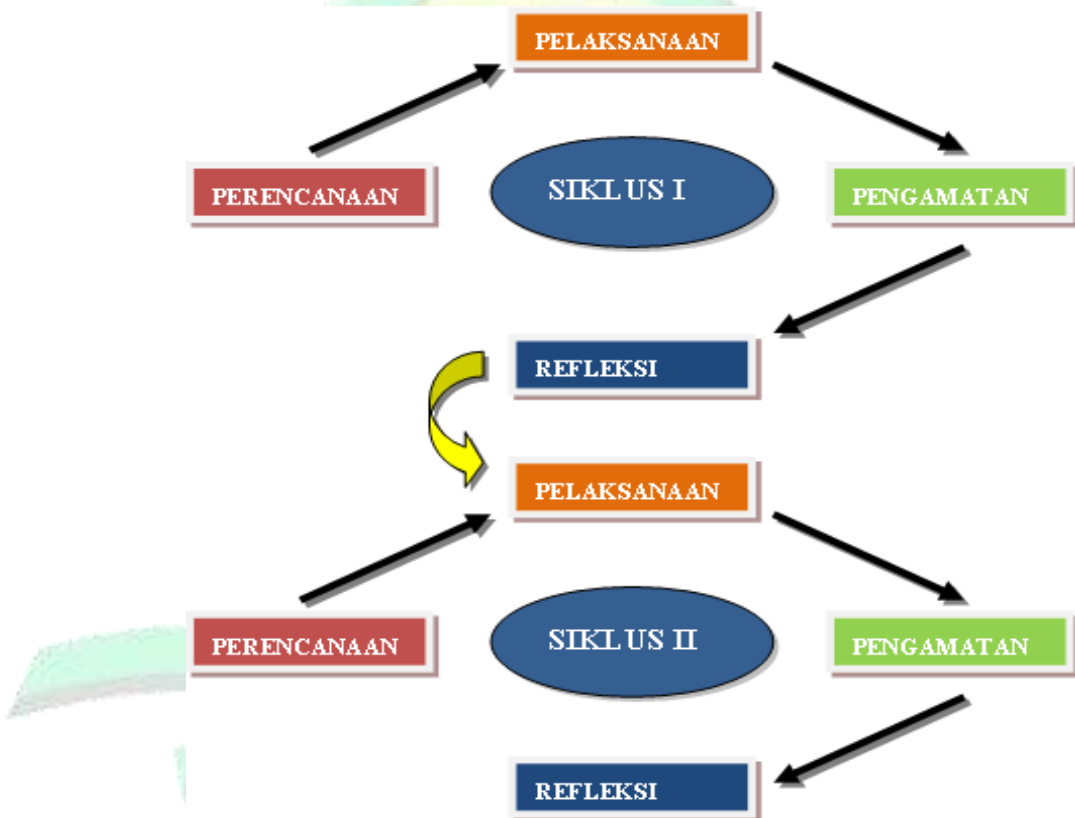 PELAKSANAAN
PERENCANAAN
SIKLUS I
PENGAMATAN
REFLEKSI
PELAKSANAAN
PERENCANAAN
SIKLUS II
PENGAMATAN
REFLEKSI